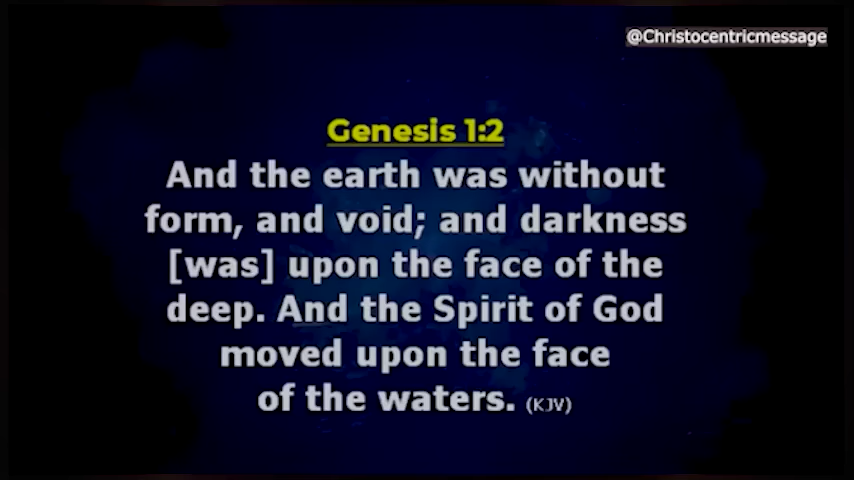 @Christocentricmessage
Genesis 1:2
And the earth was without
form, and void; and darkness
[was] upon the face of the
deep. And the Spirit of God
moved upon the face
of the waters. (KJV)